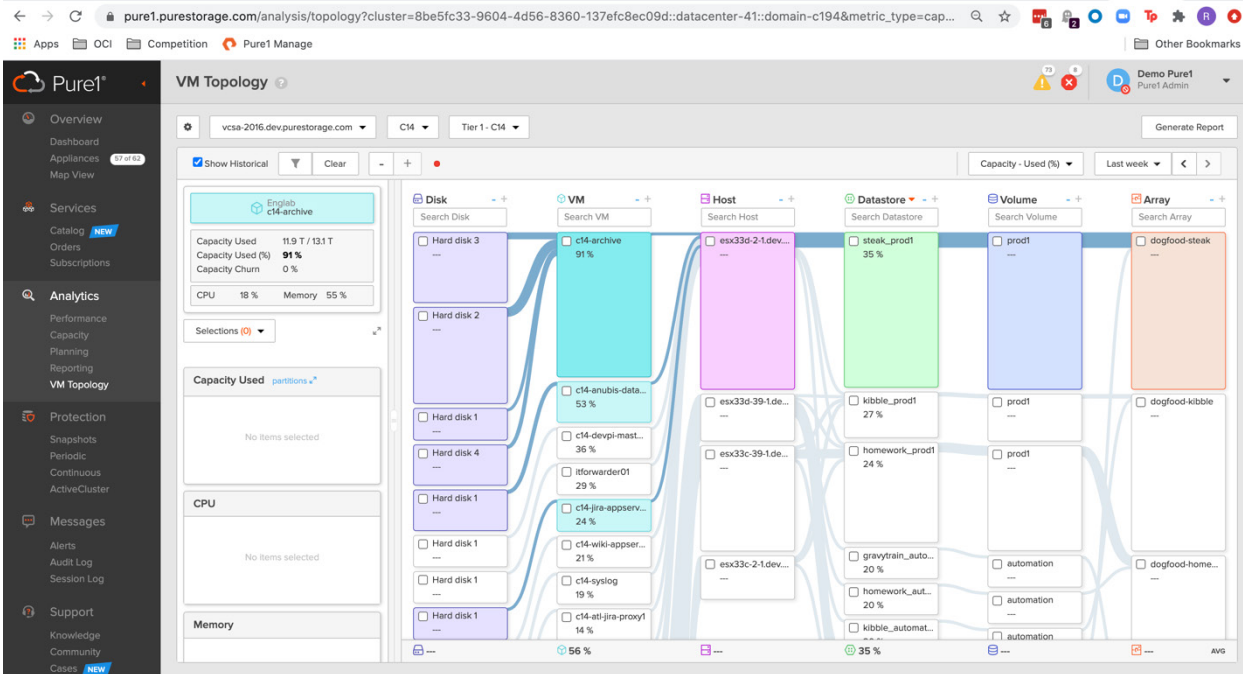 pure1.purestorage.com/analysis/topology?cluster=8be5fc33-9604-4d56-8360-137efc8ec09d::datacenter-41::domain-c194&metric_type=cap...
6
2
Tp
R
Apps
OCI
Competition
Pure1 Manage
Other Bookmarks
Pure1®
VM Topology
73
8
D
Demo Pure1
Pure1 Admin
Overview
Dashboard
Appliances 57 of 62
Map View
Services
Catalog NEW
Orders
Subscriptions
Analytics
Performance
Capacity
Planning
Reporting
VM Topology
Protection
Snapshots
Periodic
Continuous
ActiveCluster
Messages
Alerts
Audit Log
Session Log
Support
Knowledge
Community
Cases NEW
vcsa-2016.dev.purestorage.com
C14
Tier 1 - C14
Generate Report
Show Historical
Clear
- +
Capacity - Used (%)
Last week
Englab
c14-archive
Capacity Used 11.9 T / 13.1 T
Capacity Used (%) 91 %
Capacity Churn 0 %
CPU 18 % Memory 55 %
Selections (0)
Capacity Used partitions
No items selected
CPU
No items selected
Memory
Disk - +
Search Disk
Hard disk 3
---
Hard disk 2
---
Hard disk 1
---
Hard disk 4
---
Hard disk 1
---
Hard disk 1
---
Hard disk 1
---
Hard disk 1
---
---
VM - +
Search VM
c14-archive
91 %
c14-anubis-data...
53 %
c14-devpi-mast...
36 %
itforwarder01
29 %
c14-jira-appserv...
24 %
c14-wiki-appser...
21 %
c14-syslog
19 %
c14-atl-jira-proxy1
14 %
56 %
Host - +
Search Host
esx33d-2-1.dev....
---
esx33d-39-1.de...
---
esx33c-39-1.de...
---
esx33c-2-1.dev....
---
---
Datastore - +
Search Datastore
steak_prod1
35 %
kibble_prod1
27 %
homework_prod1
24 %
gravytrain_auto...
20 %
homework_aut...
20 %
kibble_automat...
35 %
Volume - +
Search Volume
prod1
---
prod1
---
prod1
---
automation
---
automation
---
automation
---
Array - +
Search Array
dogfood-steak
---
dogfood-kibble
---
dogfood-home...
---
---
AVG